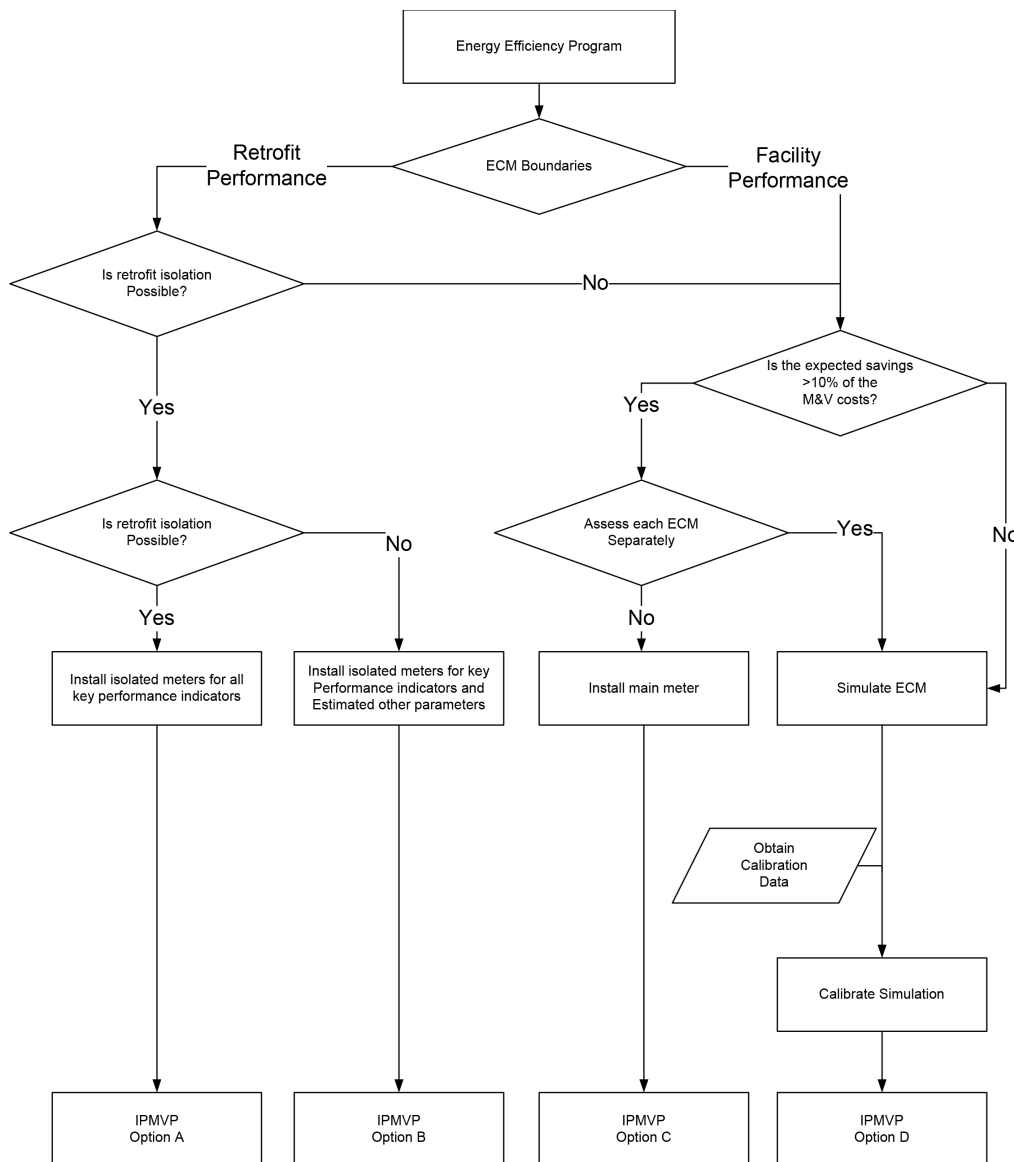 Energy Efficiency Program
ECM Boundaries
Retrofit
Performance
Facility
Performance
Is retrofit isolation
Possible?
No
Is the expected savings
>10% of the
M&V costs?
Yes
Yes
Is retrofit isolation
Possible?
No
Assess each ECM
Separately
Yes
No
Yes
No
Install isolated meters for all
key performance indicators
Install isolated meters for key
Performance indicators and
Estimated other parameters
Install main meter
Simulate ECM
Obtain
Calibration
Data
Calibrate Simulation
IPMVP
Option A
IPMVP
Option B
IPMVP
Option C
IPMVP
Option D